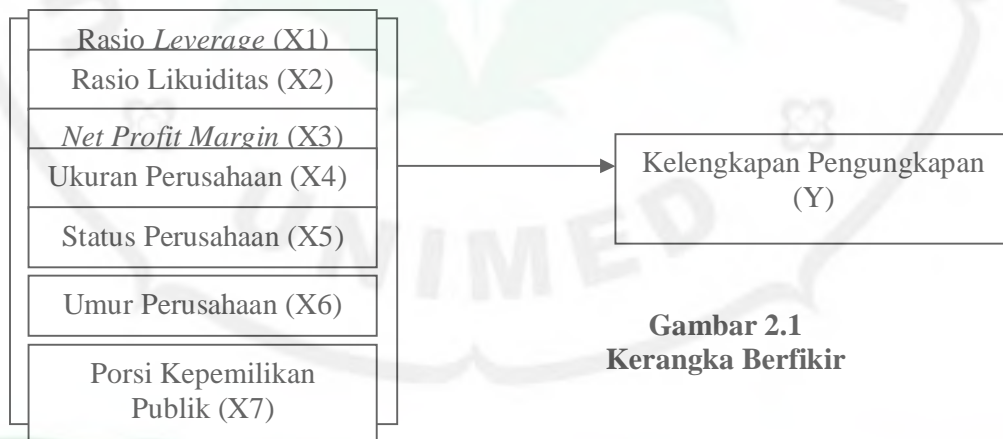 Rasio Leverage (X1)
Rasio Likuiditas (X2)
Net Profit Margin (X3)
Ukuran Perusahaan (X4)
Status Perusahaan (X5)
Umur Perusahaan (X6)
Porsi Kepemilikan
Publik (X7)
Kelengkapan Pengungkapan
(Y)
Gambar 2.1
Kerangka Berfikir
UNIMED